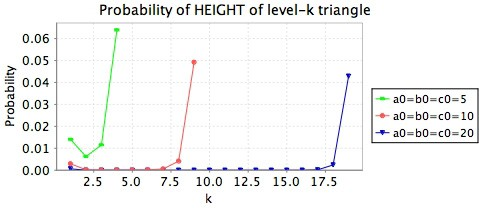 Probability of HEIGHT of level-k triangle
0.06
0.05
0.04
0.03
0.02
0.01
0.00
Probability
2.5 5.0 7.5 10.0 12.5 15.0 17.5
k
a0=b0=c0=5
a0=b0=c0=10
a0=b0=c0=20